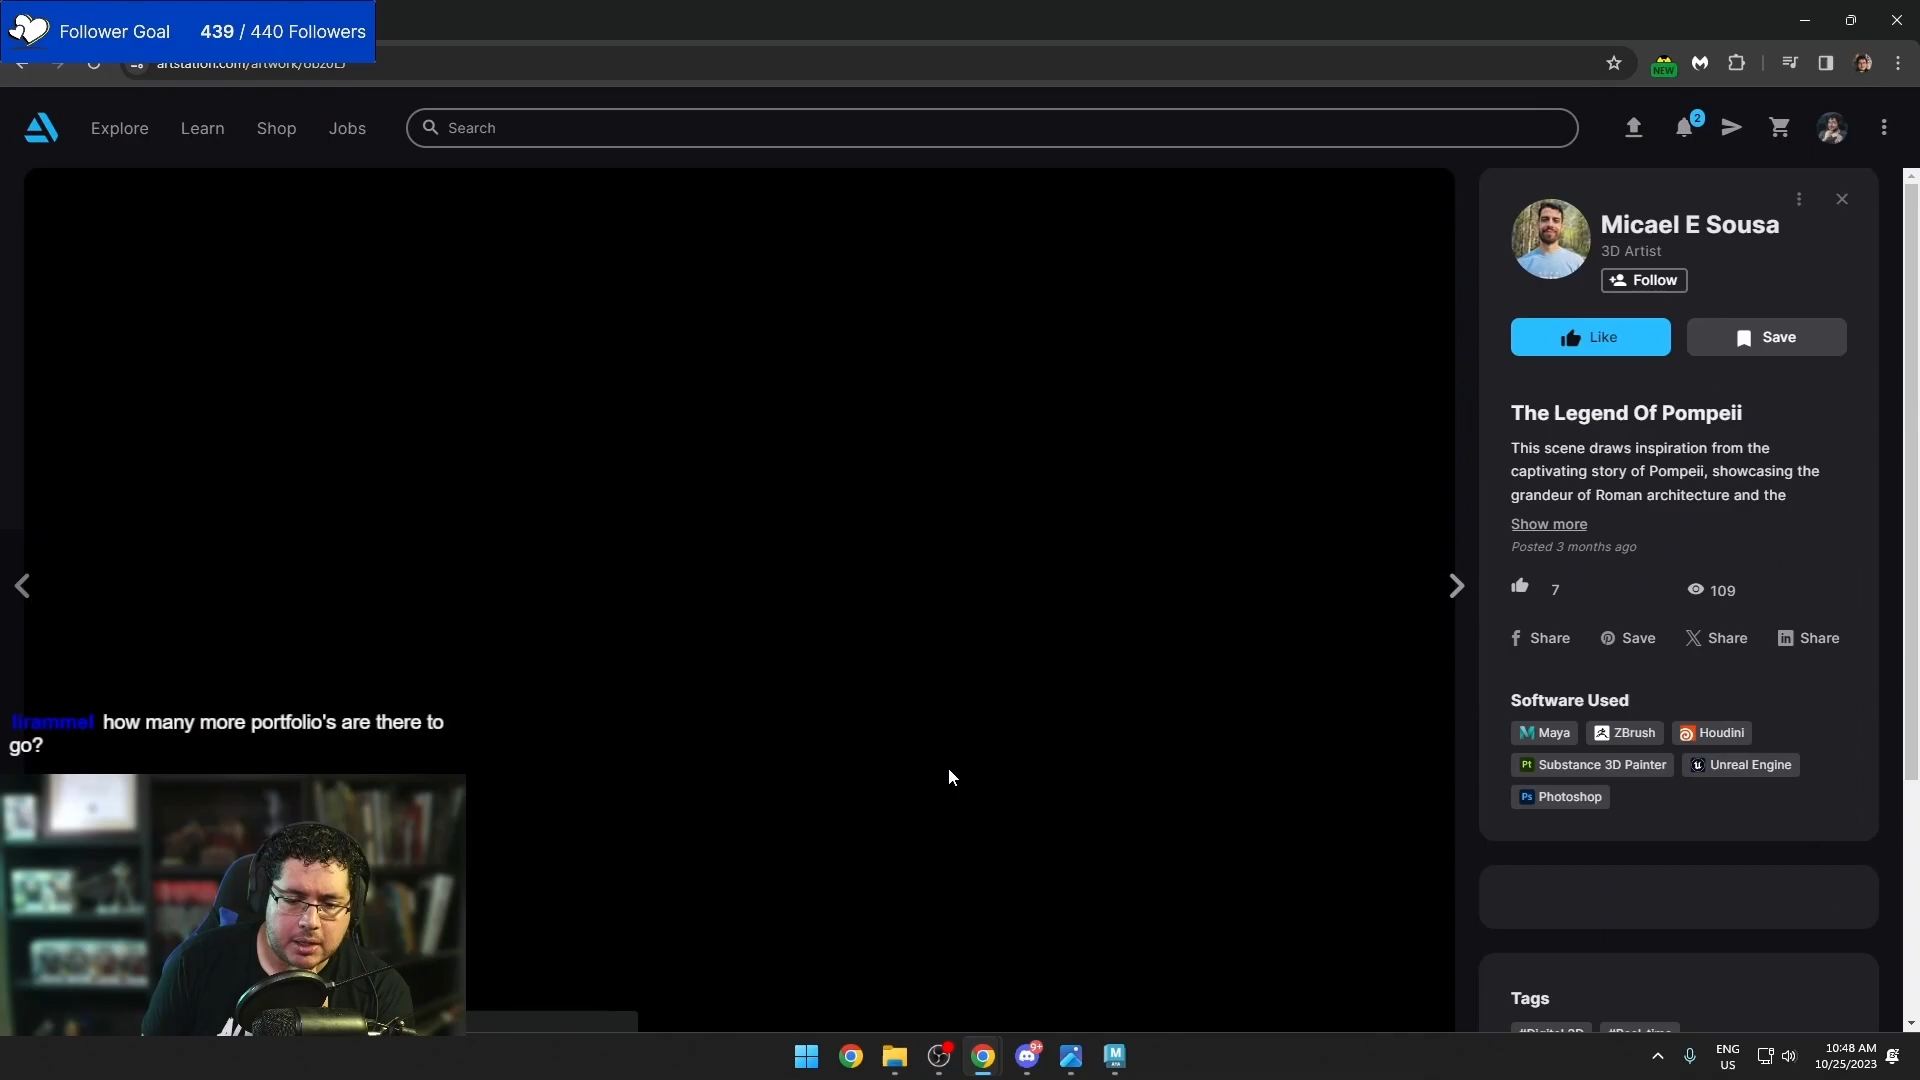 Follower Goal 439 / 440 Followers
NEW
Explore Learn Shop Jobs
Search
2
Micael E Sousa
3D Artist
Follow
Like Save
The Legend Of Pompeii
This scene draws inspiration from the
captivating story of Pompeii, showcasing the
grandeur of Roman architecture and the
Show more
Posted 3 months ago
7 109
Share Save Share Share
Software Used
Maya ZBrush Houdini
Pt Substance 3D Painter Unreal Engine
Ps Photoshop
how many more portfolio's are there to
go?
Tags
9+
ENG
US
10:48 AM
10/25/2023